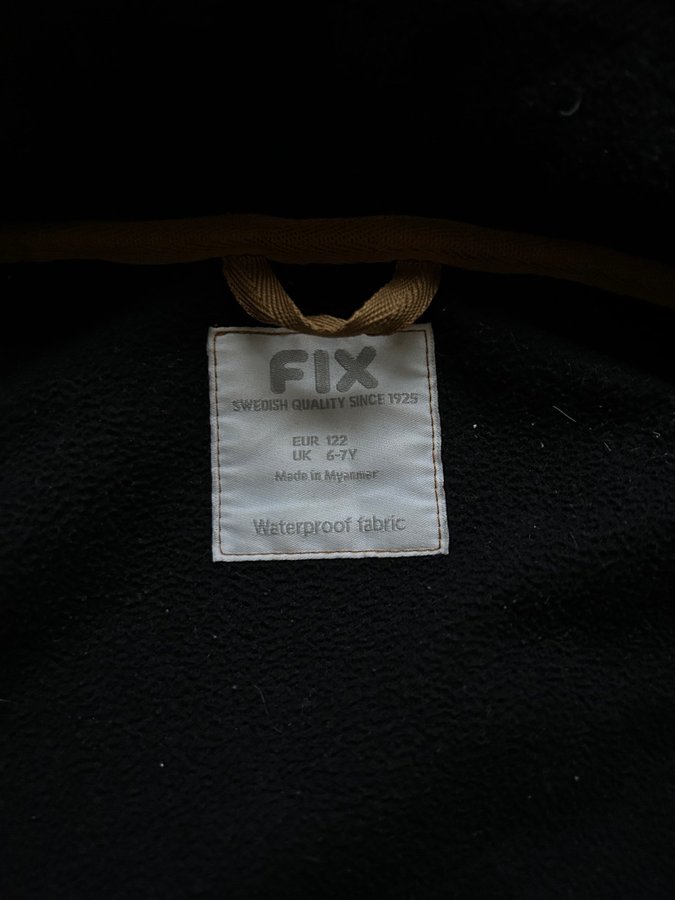 FIX
SWEDISH QUALITY SINCE 1925
EUR 122
UK 6-7Y
Made in Myanmar
Waterproof fabric